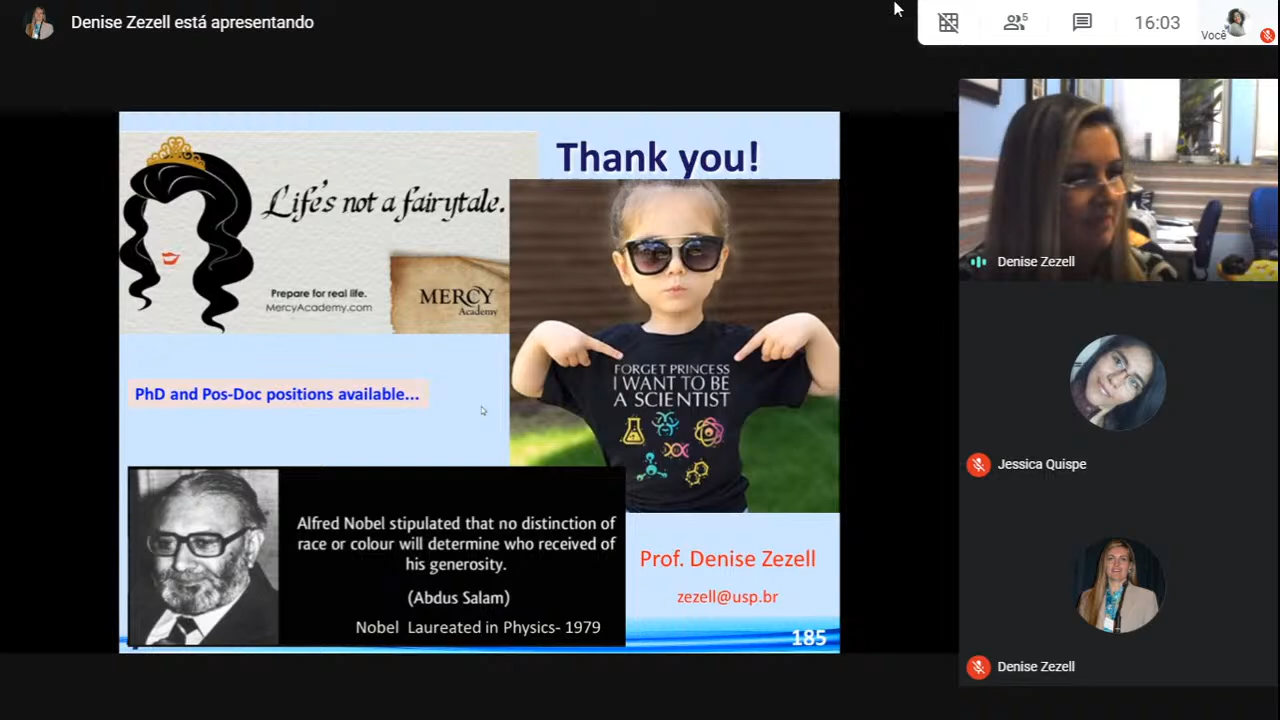 Denise Zezell está apresentando
5
16:03
Você
Thank you!
Life's not a fairytale.
Prepare for real life.
MercyAcademy.com
MERCY
Academy
FORGET PRINCESS
I WANT TO BE
A SCIENTIST
PhD and Pos-Doc positions available...
Alfred Nobel stipulated that no distinction of
race or colour will determine who received of
his generosity.
(Abdus Salam)
Nobel Laureated in Physics- 1979
Prof. Denise Zezell
zezell@usp.br
185
Denise Zezell
Jessica Quispe
Denise Zezell